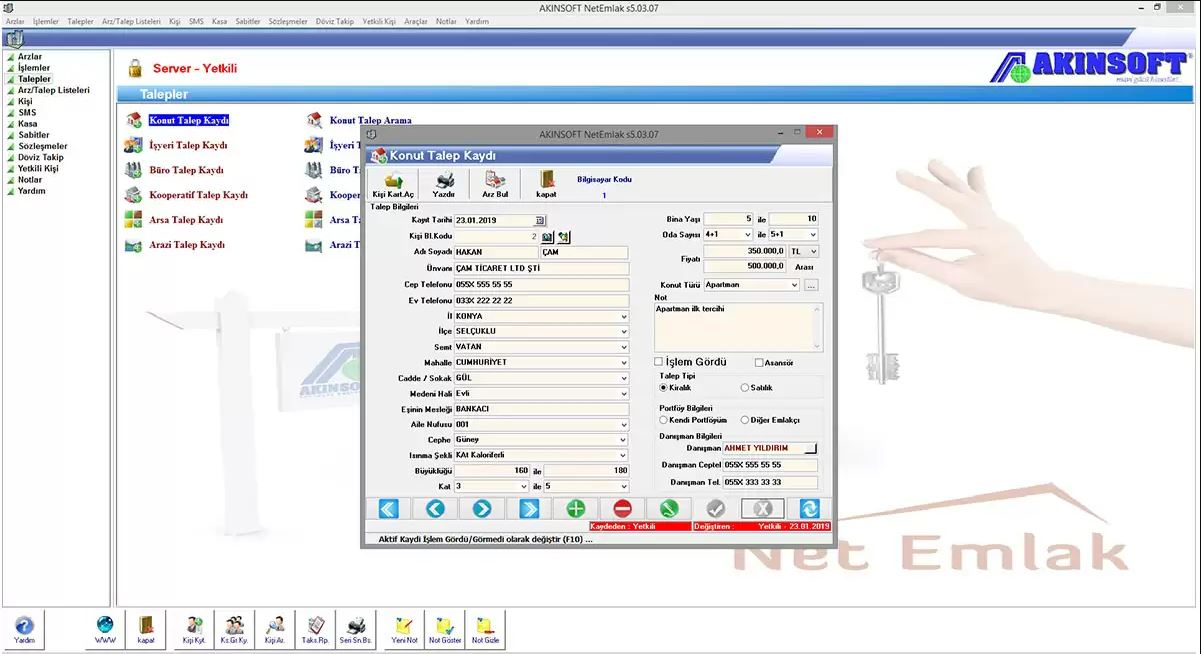 AKINSOFT NetEmlak s5.03.07
Arzlar İşlemler Talepler Arz/Talep Listeleri Kişi SMS Kasa Sabitler Sözleşmeler Döviz Takip Yetkili Kişi Araçlar Notlar Yardım
Arzlar
İşlemler
Talepler
Arz/Talep Listeleri
Kişi
SMS
Kasa
Sabitler
Sözleşmeler
Döviz Takip
Yetkili Kişi
Notlar
Yardım
Server - Yetkili
AKINSOFT
Talepler
Konut Talep Kaydı
İşyeri Talep Kaydı
Büro Talep Kaydı
Kooperatif Talep Kaydı
Arsa Talep Kaydı
Arazi Talep Kaydı
Konut Talep Arama
İşyeri T
Büro T
Kooper
Arsa Ta
Arazi T
AKINSOFT NetEmlak s5.03.07
Konut Talep Kaydı
Kişi Kart.Aç Yazdır Arz Bul kapat
Bilgisayar Kodu
1
Talep Bilgileri
Kayıt Tarihi 23.01.2019
Kişi Bl.Kodu 2
Adı Soyadı HAKAN ÇAM
Ünvanı ÇAM TİCARET LTD ŞTİ
Cep Telefonu 055X 555 55 55
Ev Telefonu 033X 222 22 22
İl KONYA
İlçe SELÇUKLU
Semt VATAN
Mahalle CUMHURİYET
Cadde / Sokak GÜL
Medeni Hali Evli
Eşinin Mesleği BANKACI
Aile Nufusu 001
Cephe Güney
Isınma Şekli KAt Kaloriferli
Büyüklüğü 160 ile 180
Kat 3 ile 5
Bina Yaşı 5 ile 10
Oda Sayısı 4+1 ile 5+1
Fiyatı 350.000,0 TL
500.000,0 Arası
Konut Türü Apartman ...
Not
Apartman ilk tercihi
İşlem Gördü Asansör
Talep Tipi
Kiralık Satılık
Portföy Bilgileri
Kendi Portföyüm Diğer Emlakçı
Danışman Bilgileri
Danışman AHMET YILDIRIM
Danışman Ceptel 055X 555 55 55
Danışman Tel. 055X 333 33 33
Kaydeden : Yetkili Değiştiren : Yetkili - 23.01.2019
Aktif Kaydi İşlem Gördü/Görmedi olarak değiştir (F10) ...
AKINSO
Net Emlak
Yardım WWW kapat Kişi Kyt. Ks.Gr.Ky. Kişi Ar. Taks.Rp. Seri Sn.Bs. Yeni Not Not Göster Not Gizle